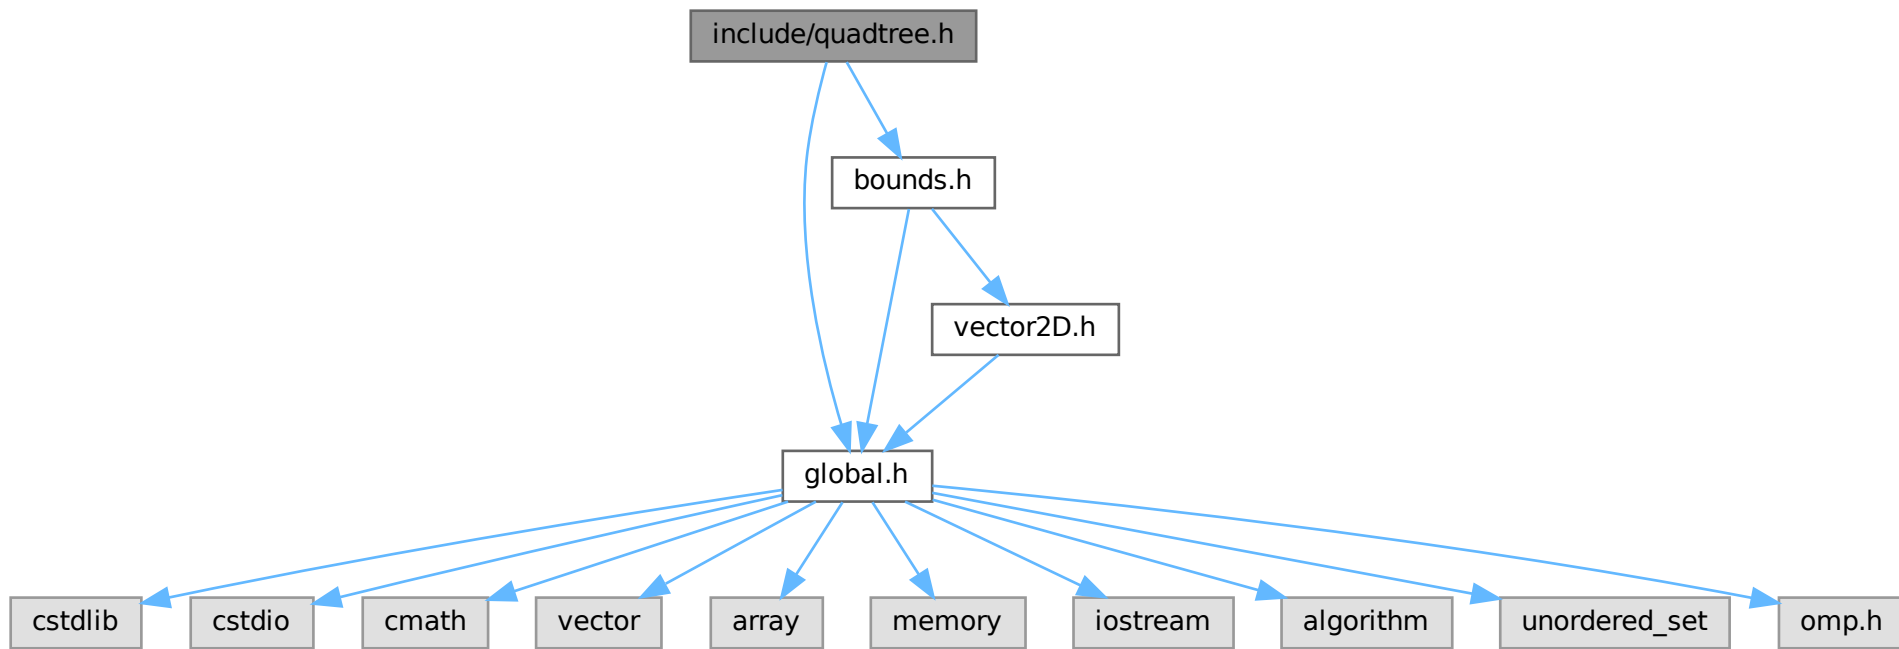 include/quadtree.h
bounds.h
vector2D.h
global.h
cstdlib
cstdio
cmath
vector
array
memory
iostream
algorithm
unordered_set
omp.h